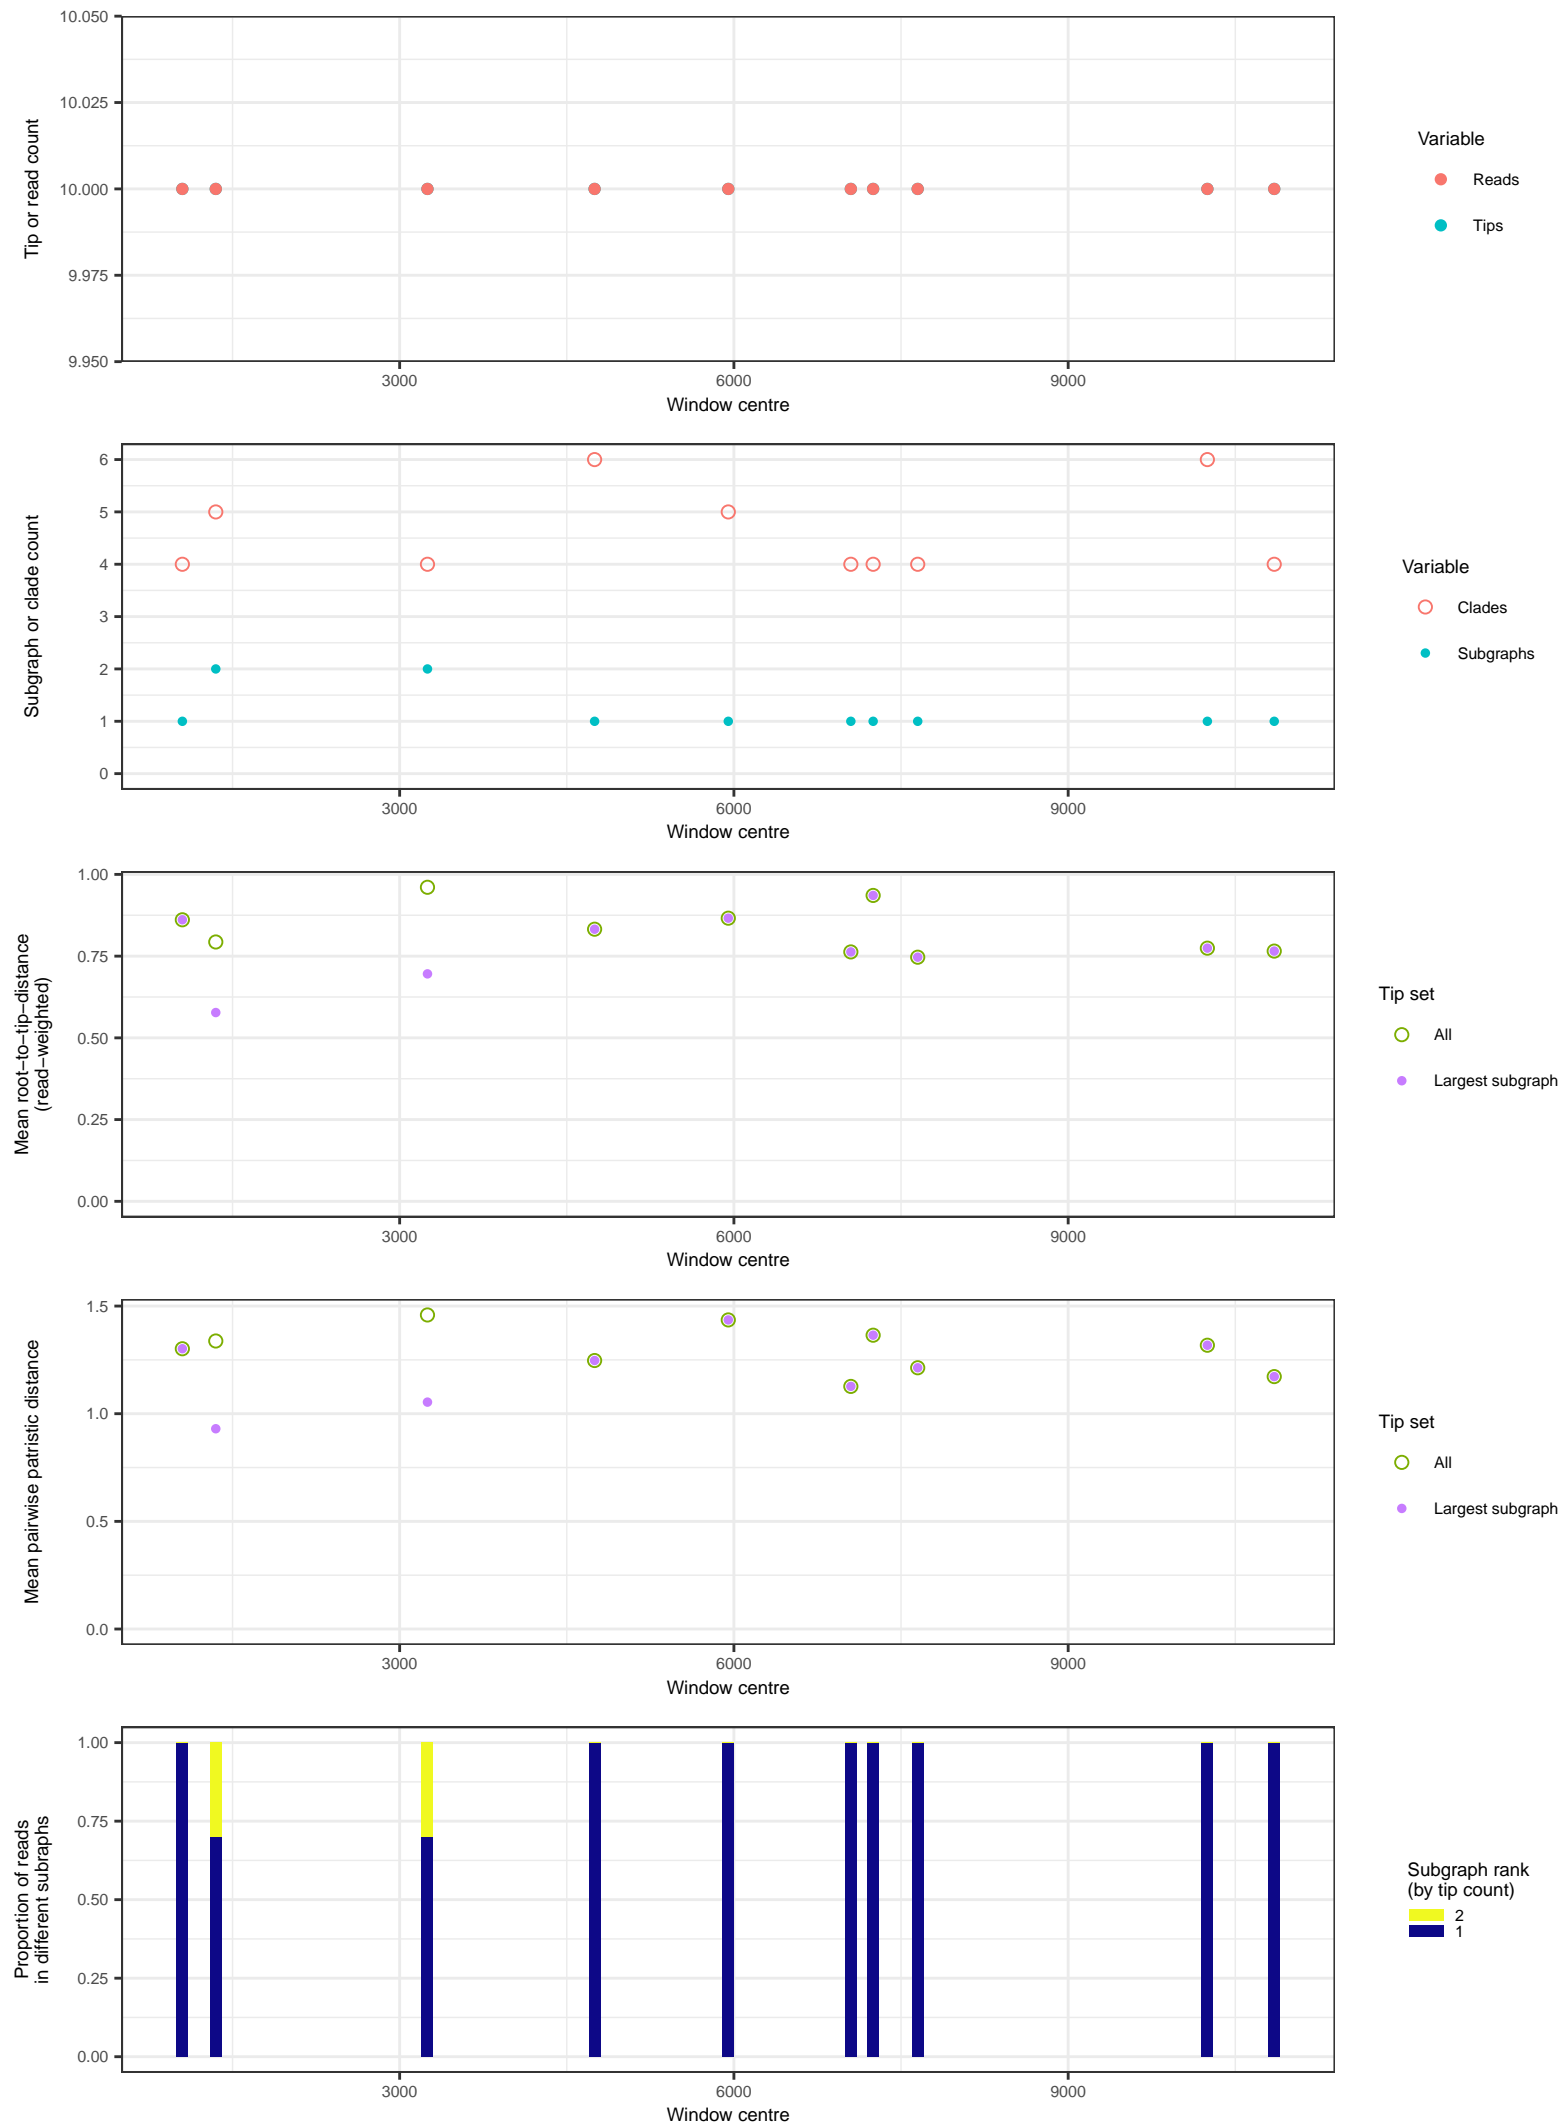 10.050
10.025
10.000
9.975
9.950
Tip or read count
3000 6000 9000
Window centre
Variable
Reads
Tips
6
5
4
3
2
1
0
Subgraph or clade count
3000 6000 9000
Window centre
Variable
Clades
Subgraphs
1.00
0.75
0.50
0.25
0.00
Mean root−to−tip−distance
(read−weighted)
3000 6000 9000
Window centre
Tip set
All
Largest subgraph
1.5
1.0
0.5
0.0
Mean pairwise patristic distance
3000 6000 9000
Window centre
Tip set
All
Largest subgraph
1.00
0.75
0.50
0.25
0.00
Proportion of reads
in different subraphs
3000 6000 9000
Window centre
Subgraph rank
(by tip count)
2
1